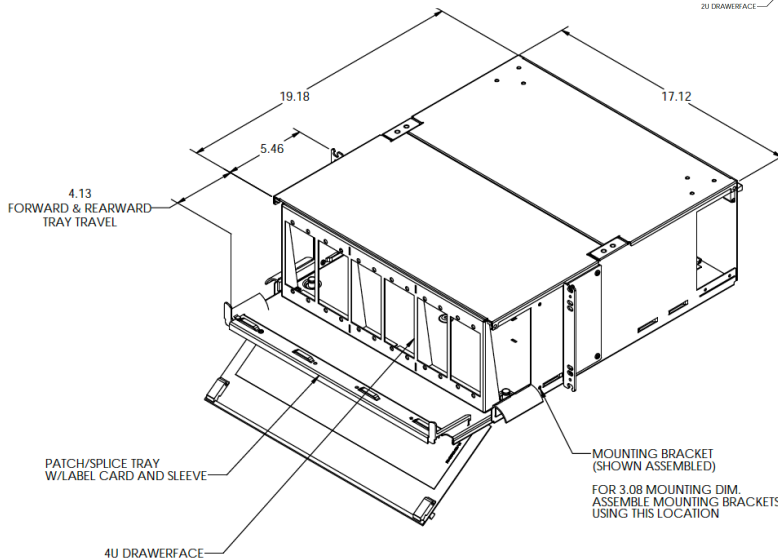 2U DRAWERFACE
19.18
17.12
5.46
4.13
FORWARD & REARWARD
TRAY TRAVEL
PATCH/SPLICE TRAY
W/LABEL CARD AND SLEEVE
MOUNTING BRACKET
(SHOWN ASSEMBLED)
FOR 3.08 MOUNTING DIM.
ASSEMBLE MOUNTING BRACKETS
USING THIS LOCATION
4U DRAWERFACE